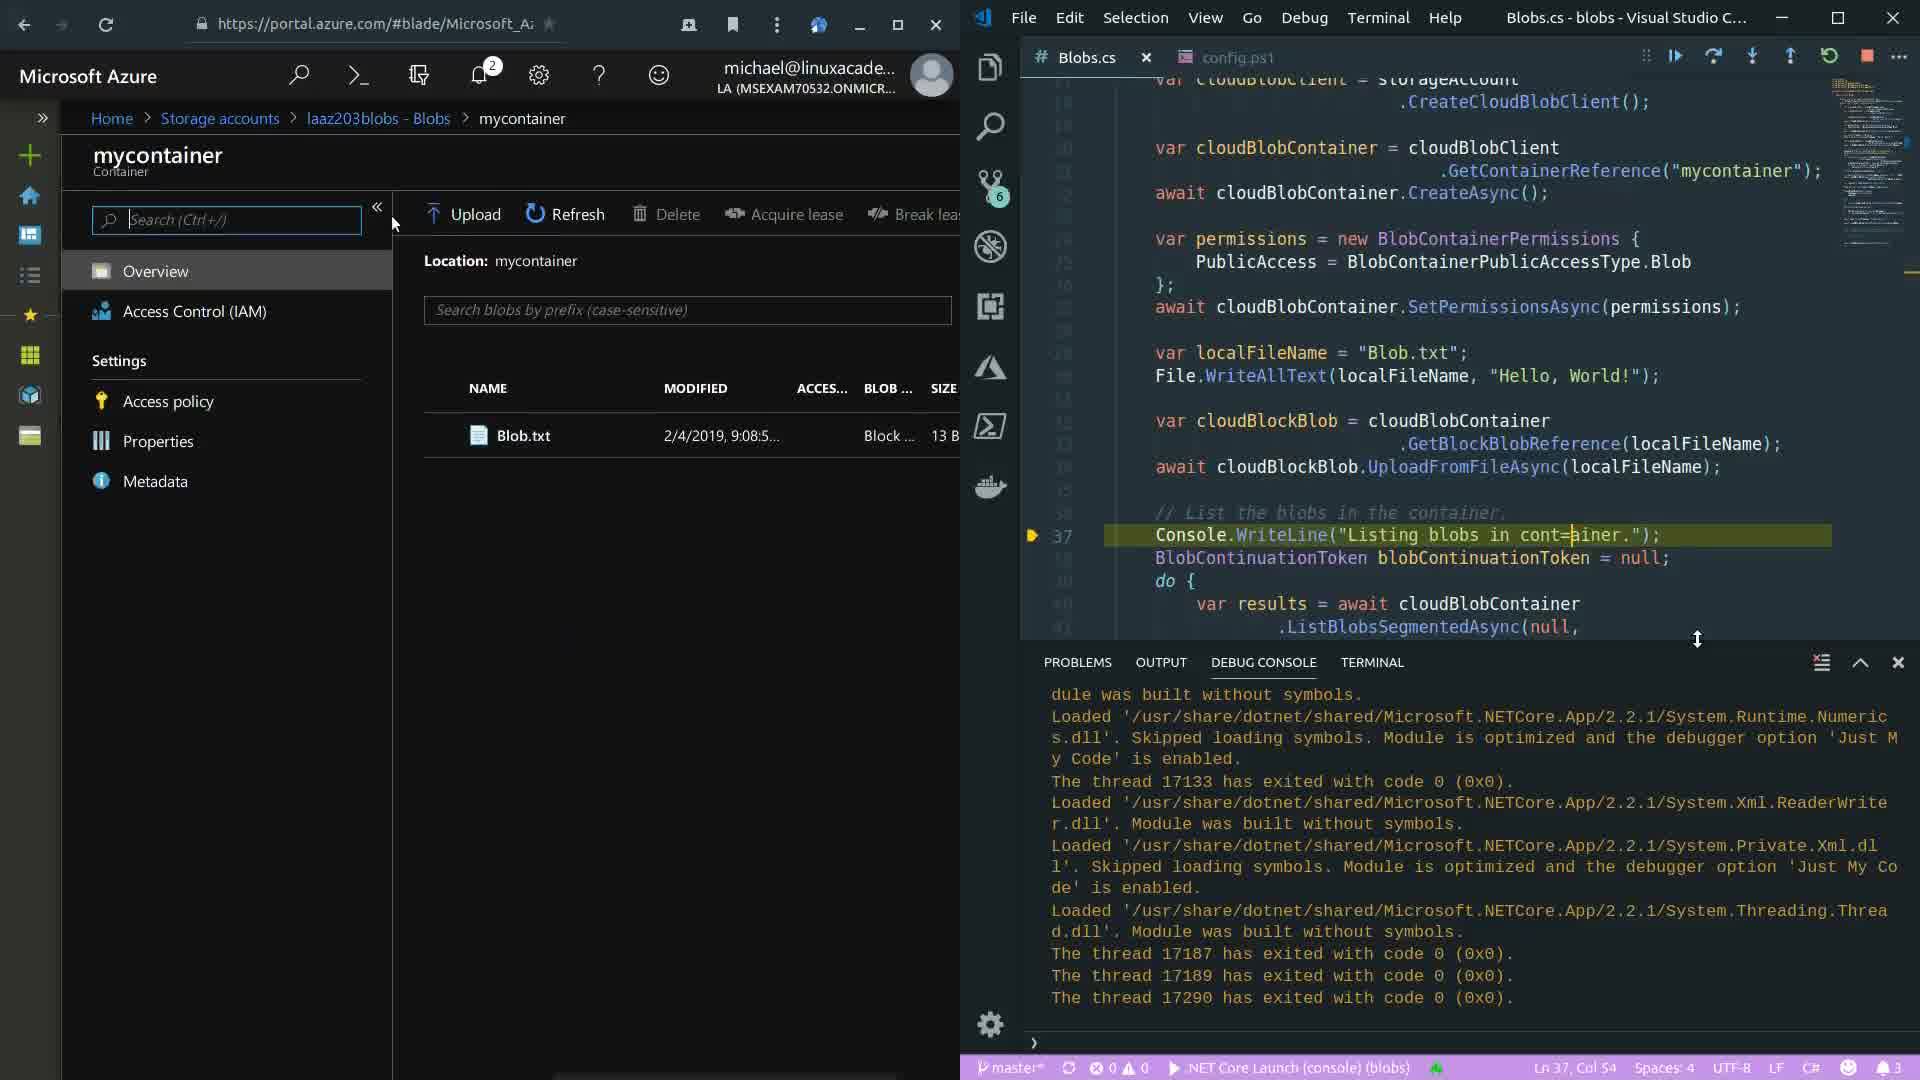 https://portal.azure.com/#blade/Microsoft_Az
Microsoft Azure
2
michael@linuxacade...
LA (MSEXAM70532.ONMICR...
Home > Storage accounts > laaz203blobs - Blobs > mycontainer
mycontainer
Container
Search (Ctrl+/)
Overview
Access Control (IAM)
Settings
Access policy
Properties
Metadata
Upload
Refresh
Delete
Acquire lease
Break lea
Location: mycontainer
Search blobs by prefix (case-sensitive)
NAME MODIFIED ACCES... BLOB ... SIZE
Blob.txt 2/4/2019, 9:08:5... Block ... 13 B
File Edit Selection View Go Debug Terminal Help Blobs.cs - blobs - Visual Studio C...
# Blobs.cs
config.ps1
6
var cloudBlobClient = storageAccount
.CreateCloudBlobClient();
var cloudBlobContainer = cloudBlobClient
.GetContainerReference("mycontainer");
await cloudBlobContainer.CreateAsync();
var permissions = new BlobContainerPermissions {
PublicAccess = BlobContainerPublicAccessType.Blob
};
await cloudBlobContainer.SetPermissionsAsync(permissions);
var localFileName = "Blob.txt";
File.WriteAllText(localFileName, "Hello, World!");
var cloudBlockBlob = cloudBlobContainer
.GetBlockBlobReference(localFileName);
await cloudBlockBlob.UploadFromFileAsync(localFileName);
// List the blobs in the container.
37 Console.WriteLine("Listing blobs in cont=ainer.");
BlobContinuationToken blobContinuationToken = null;
do {
var results = await cloudBlobContainer
.ListBlobsSegmentedAsync(null,
PROBLEMS OUTPUT DEBUG CONSOLE TERMINAL
dule was built without symbols.
Loaded '/usr/share/dotnet/shared/Microsoft.NETCore.App/2.2.1/System.Runtime.Numeric
s.dll'. Skipped loading symbols. Module is optimized and the debugger option 'Just M
y Code' is enabled.
The thread 17133 has exited with code 0 (0x0).
Loaded '/usr/share/dotnet/shared/Microsoft.NETCore.App/2.2.1/System.Xml.ReaderWrite
r.dll'. Module was built without symbols.
Loaded '/usr/share/dotnet/shared/Microsoft.NETCore.App/2.2.1/System.Private.Xml.dl
l'. Skipped loading symbols. Module is optimized and the debugger option 'Just My Co
de' is enabled.
Loaded '/usr/share/dotnet/shared/Microsoft.NETCore.App/2.2.1/System.Threading.Threa
d.dll'. Module was built without symbols.
The thread 17187 has exited with code 0 (0x0).
The thread 17189 has exited with code 0 (0x0).
The thread 17290 has exited with code 0 (0x0).
master* 0 0 .NET Core Launch (console) (blobs) Ln 37, Col 54 Spaces: 4 UTF-8 LF C# 3